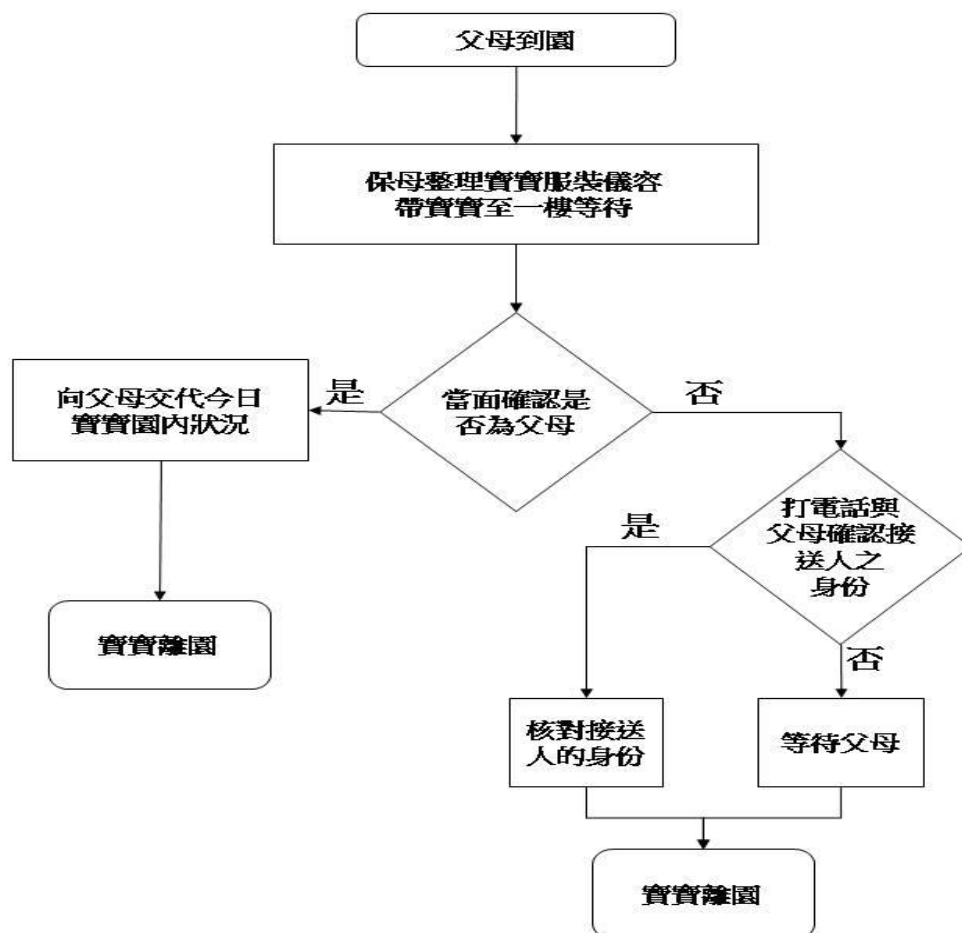 父母到園
保母整理寶寶服裝儀容
帶寶寶至一樓等待
當面確認是
否為父母
是
否
向父母交代今日
寶寶園內狀況
寶寶離園
打電話與
父母確認接
送人之
身份
是
否
核對接送
人的身份
等待父母
寶寶離園